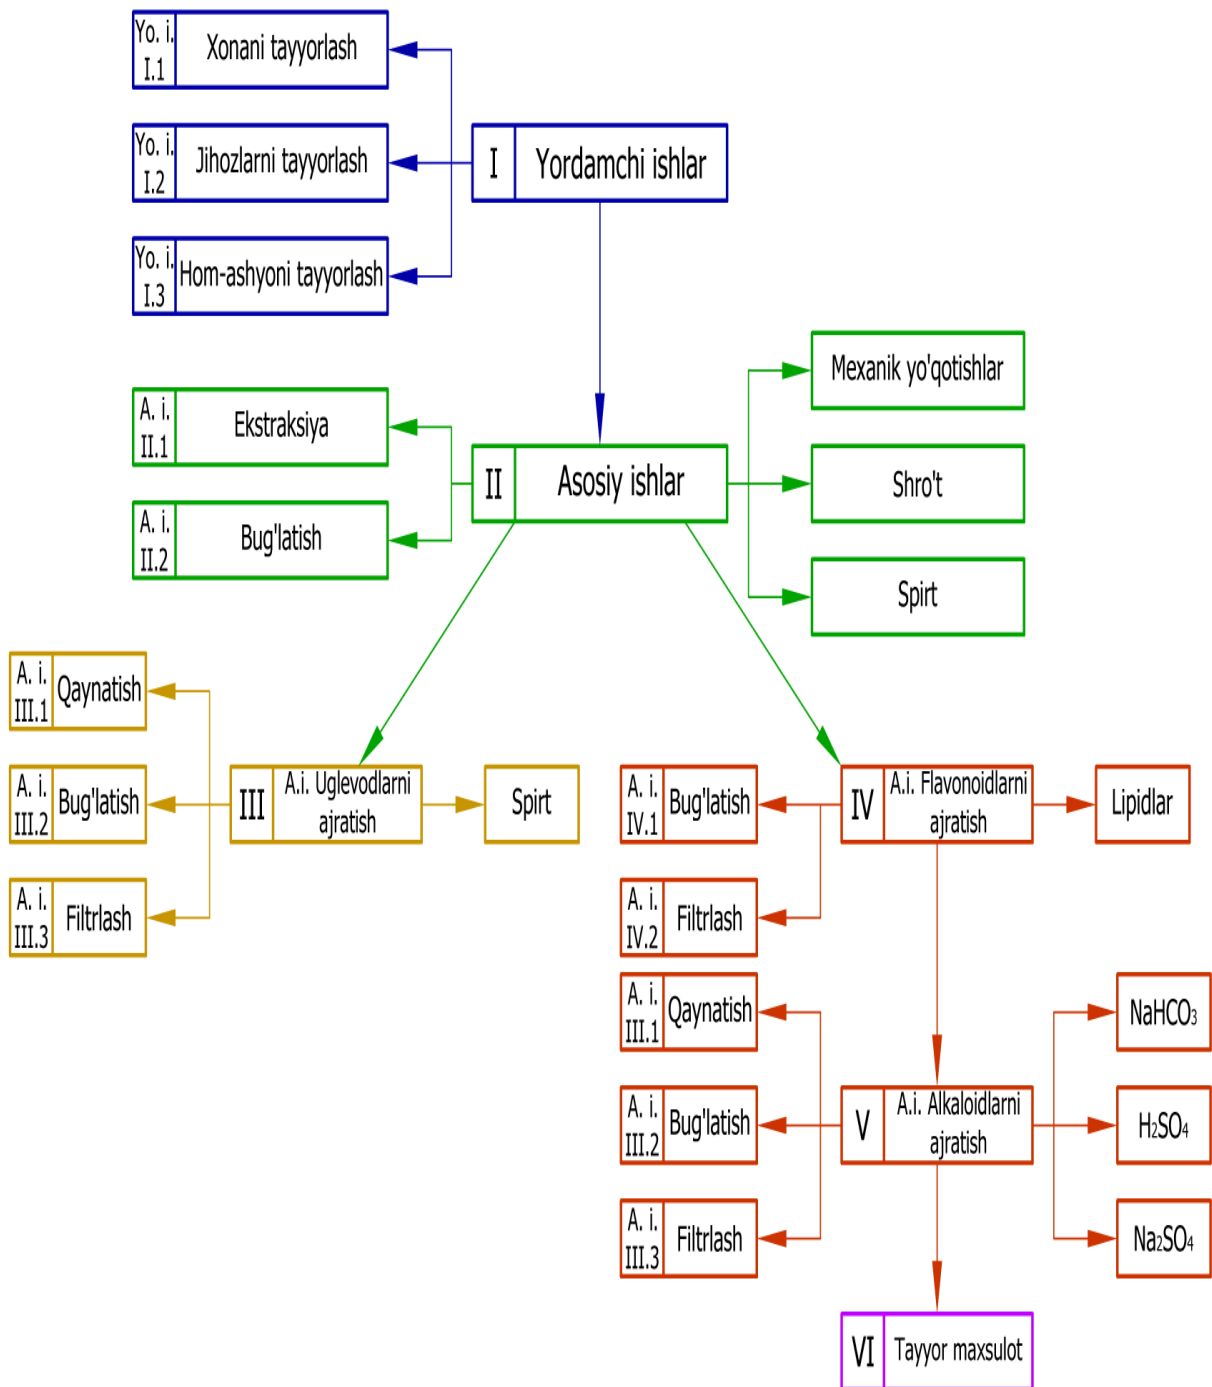 Yo. i.
I.1
Xonani tayyorlash
Yo. i.
I.2
Jihozlarni tayyorlash
I
Yordamchi ishlar
Yo. i.
I.3
Hom-ashyoni tayyorlash
Mexanik yo'qotishlar
A. i.
II.1
Ekstraksiya
II
Asosiy ishlar
Shro't
A. i.
II.2
Bug'latish
Spirt
A. i.
III.1
Qaynatish
A. i.
III.2
Bug'latish
III
A.i. Uglevodlarni
ajratish
Spirt
A. i.
III.3
Filtrlash
A. i.
IV.1
Bug'latish
IV
A.i. Flavonoidlarni
ajratish
Lipidlar
A. i.
IV.2
Filtrlash
A. i.
III.1
Qaynatish
NaHCO₃
A. i.
III.2
Bug'latish
V
A.i. Alkaloidlarni
ajratish
H₂SO₄
A. i.
III.3
Filtrlash
Na₂SO₄
VI
Tayyor maxsulot